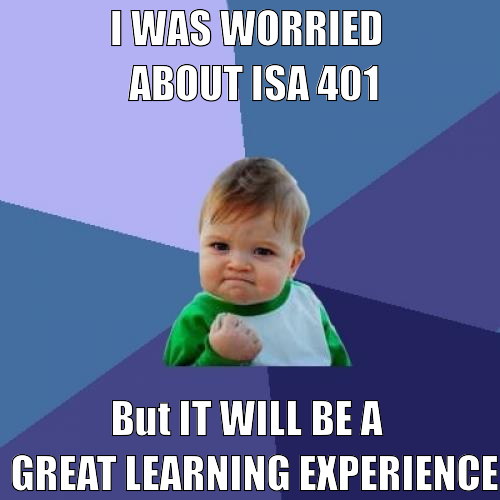 I WAS WORRIED
ABOUT ISA 401
But IT WILL BE A
GREAT LEARNING EXPERIENCE